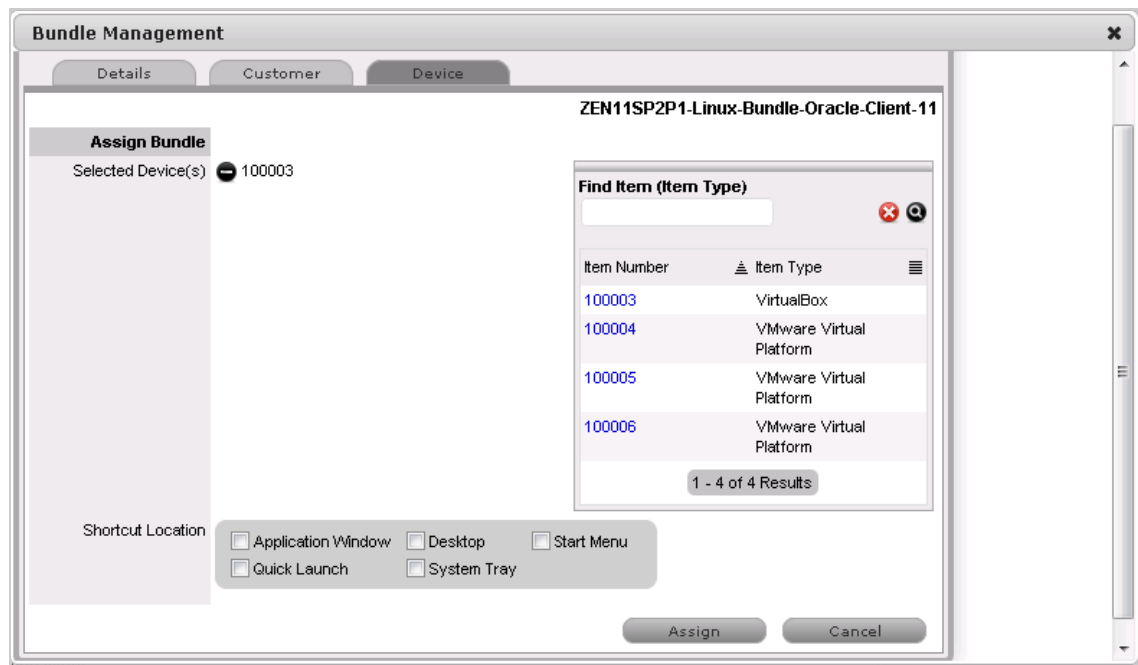 Bundle Management
Details Customer Device
ZEN11SP2P1-Linux-Bundle-Oracle-Client-11
Assign Bundle
Selected Device(s) 100003
Find Item (Item Type)
Item Number Item Type
100003 VirtualBox
100004 VMware Virtual
Platform
100005 VMware Virtual
Platform
100006 VMware Virtual
Platform
1 - 4 of 4 Results
Shortcut Location
Application Window Desktop Start Menu
Quick Launch System Tray
Assign Cancel